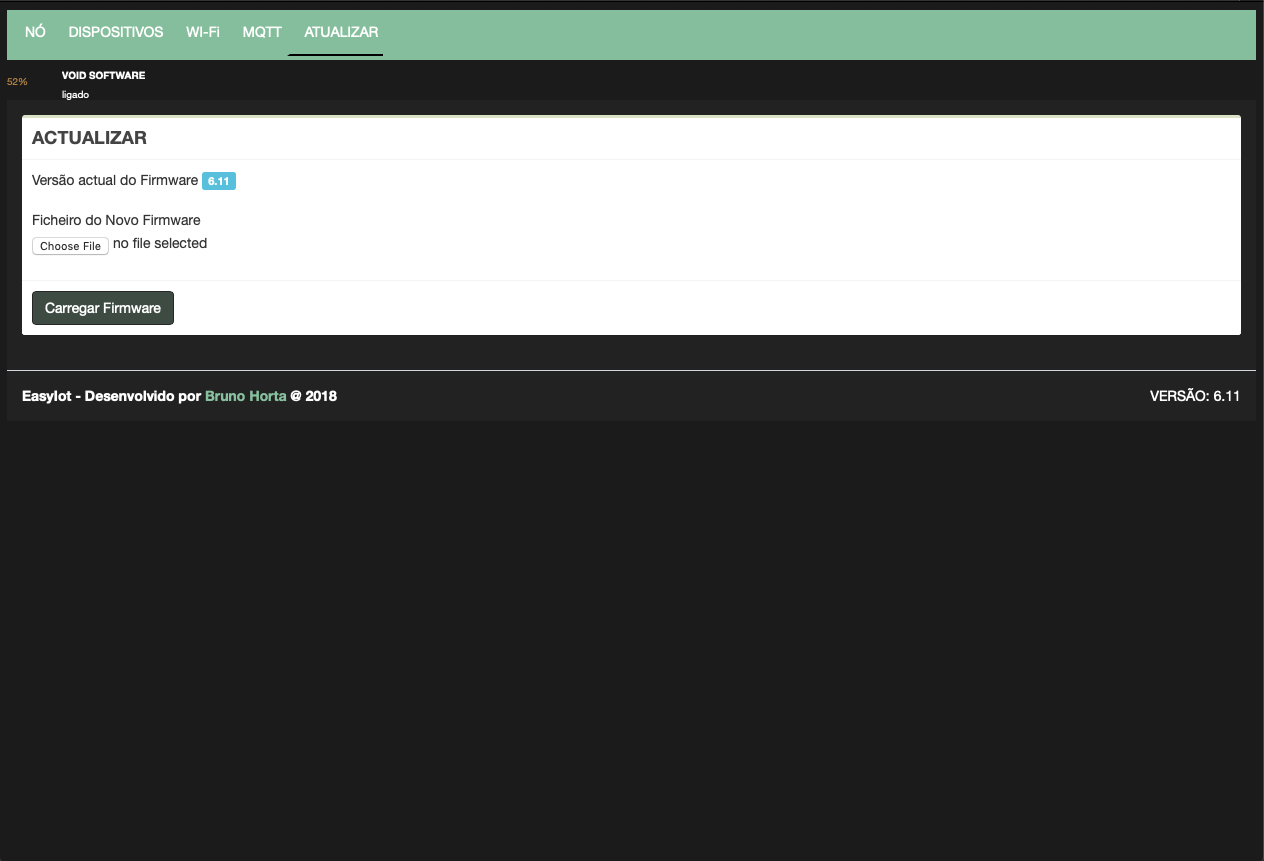 NÓ DISPOSITIVOS WI-Fi MQTT ATUALIZAR
52% VOID SOFTWARE
ligado
ACTUALIZAR
Versão actual do Firmware 6.11
Ficheiro do Novo Firmware
Choose File no file selected
Carregar Firmware
EasyIot - Desenvolvido por Bruno Horta @ 2018 VERSÃO: 6.11